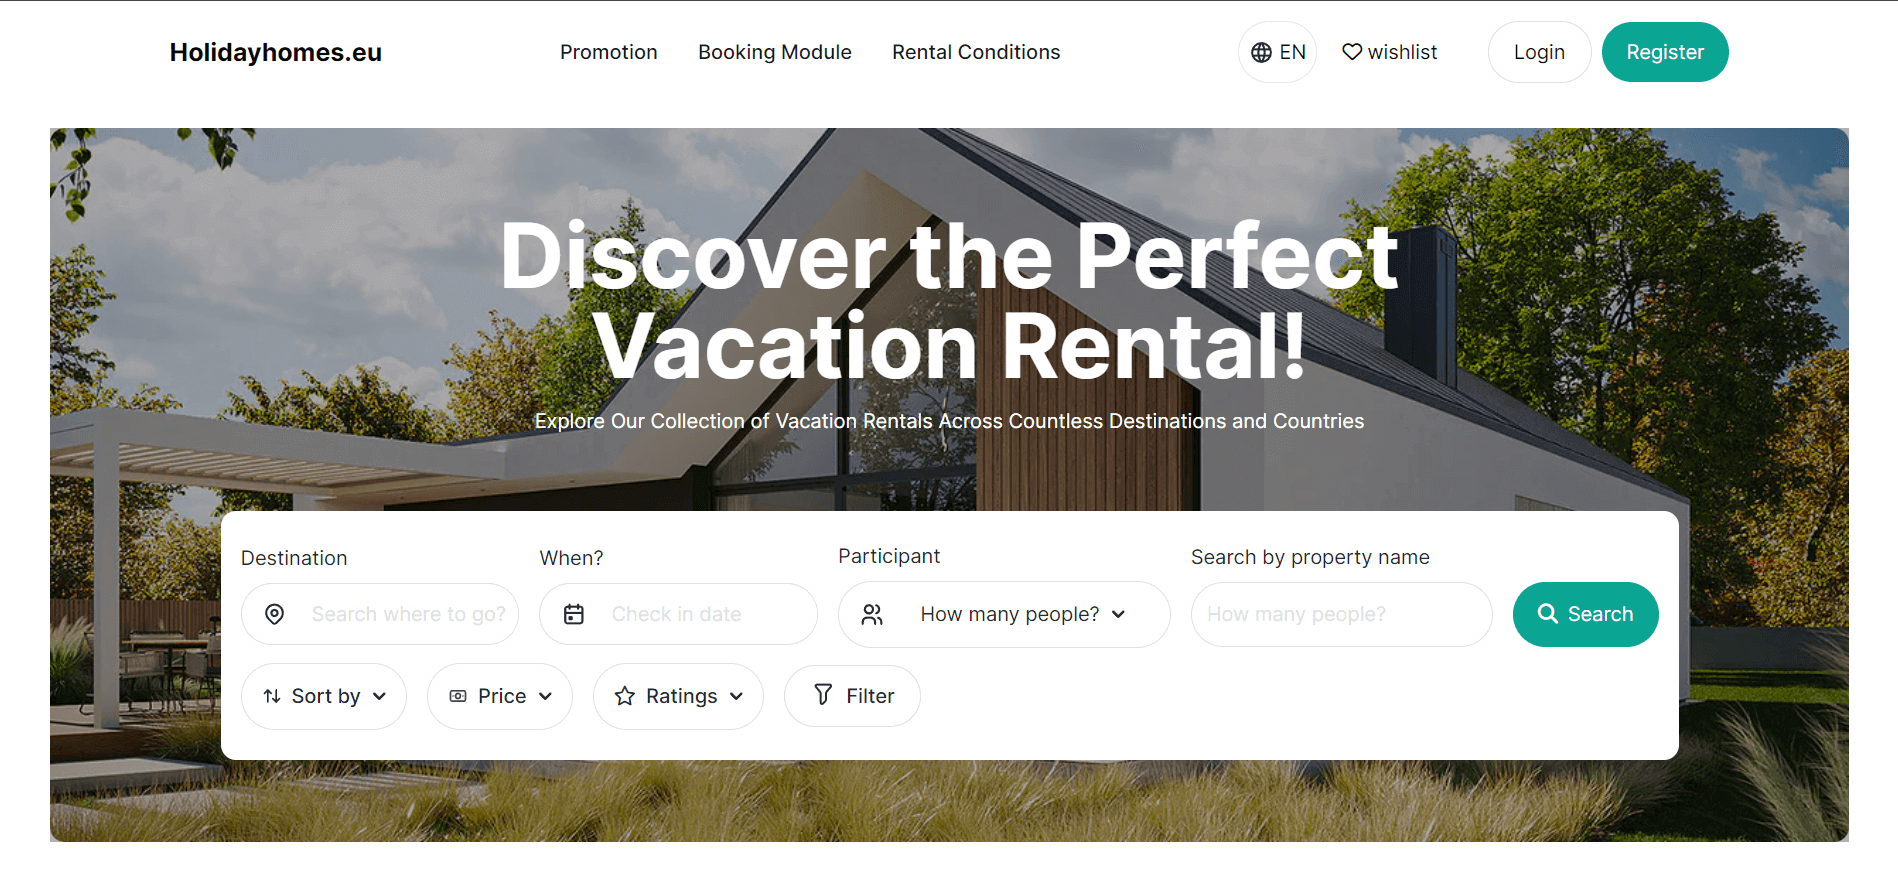 Holidayhomes.eu
Promotion
Booking Module
Rental Conditions
EN
wishlist
Login
Register
Discover the Perfect
Vacation Rental!
Explore Our Collection of Vacation Rentals Across Countless Destinations and Countries
Destination
When?
Participant
Search by property name
Search where to go?
Check in date
How many people?
How many people?
Search
Sort by
Price
Ratings
Filter